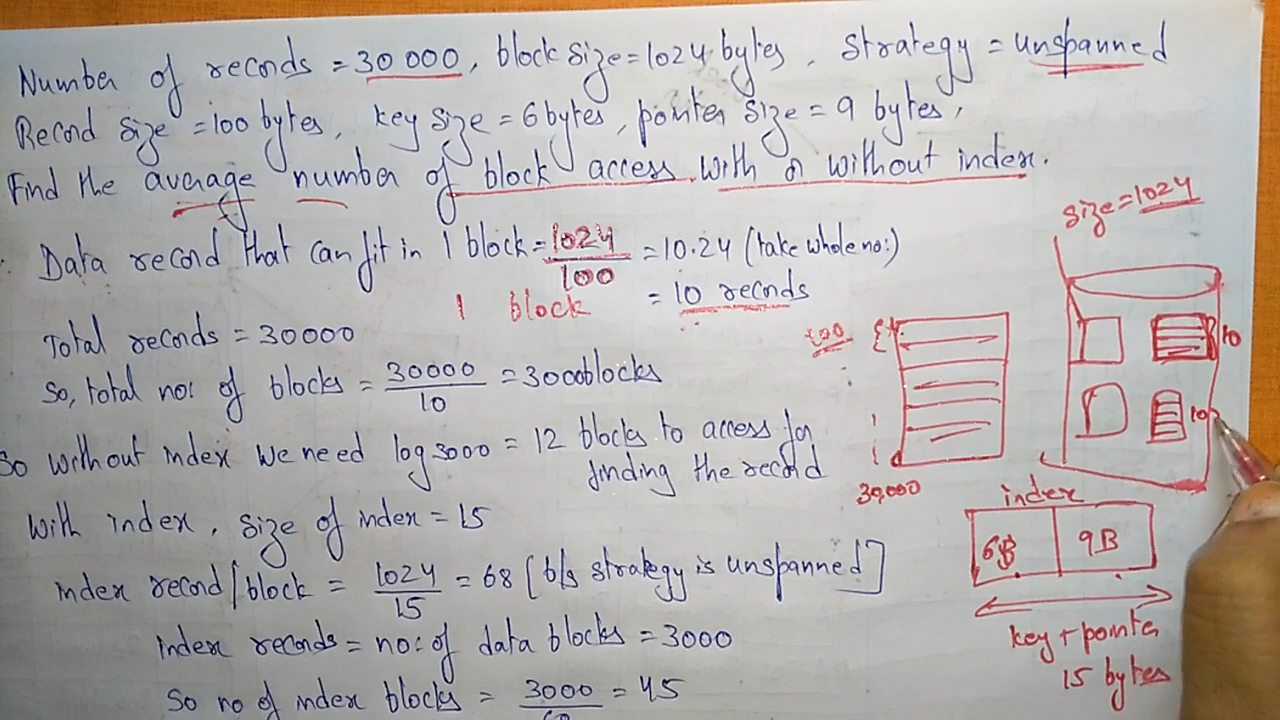 Number of records = 30 000, block size = 1024 bytes, strategy = unspanned
Record size = 100 bytes, key size = 6 bytes, pointer size = 9 bytes,
Find the average number of block access with or without index.
Data record that can fit in 1 block = 1024/100 = 10.24 (take whole no:)
1 block = 10 records
Total records = 30000
So, total no: of blocks = 30000/10 = 3000blocks
So without index we need log 3000 = 12 blocks to access for
finding the record
With index, size of index = 15
index record/block = 1024/15 = 68 [b/s strategy is unspanned]
index records = no: of data blocks = 3000
So no of index blocks = 3000/ = 45
size = 1024
10
10
100
1
30,000
index
6B 9B
key + pointer
15 bytes